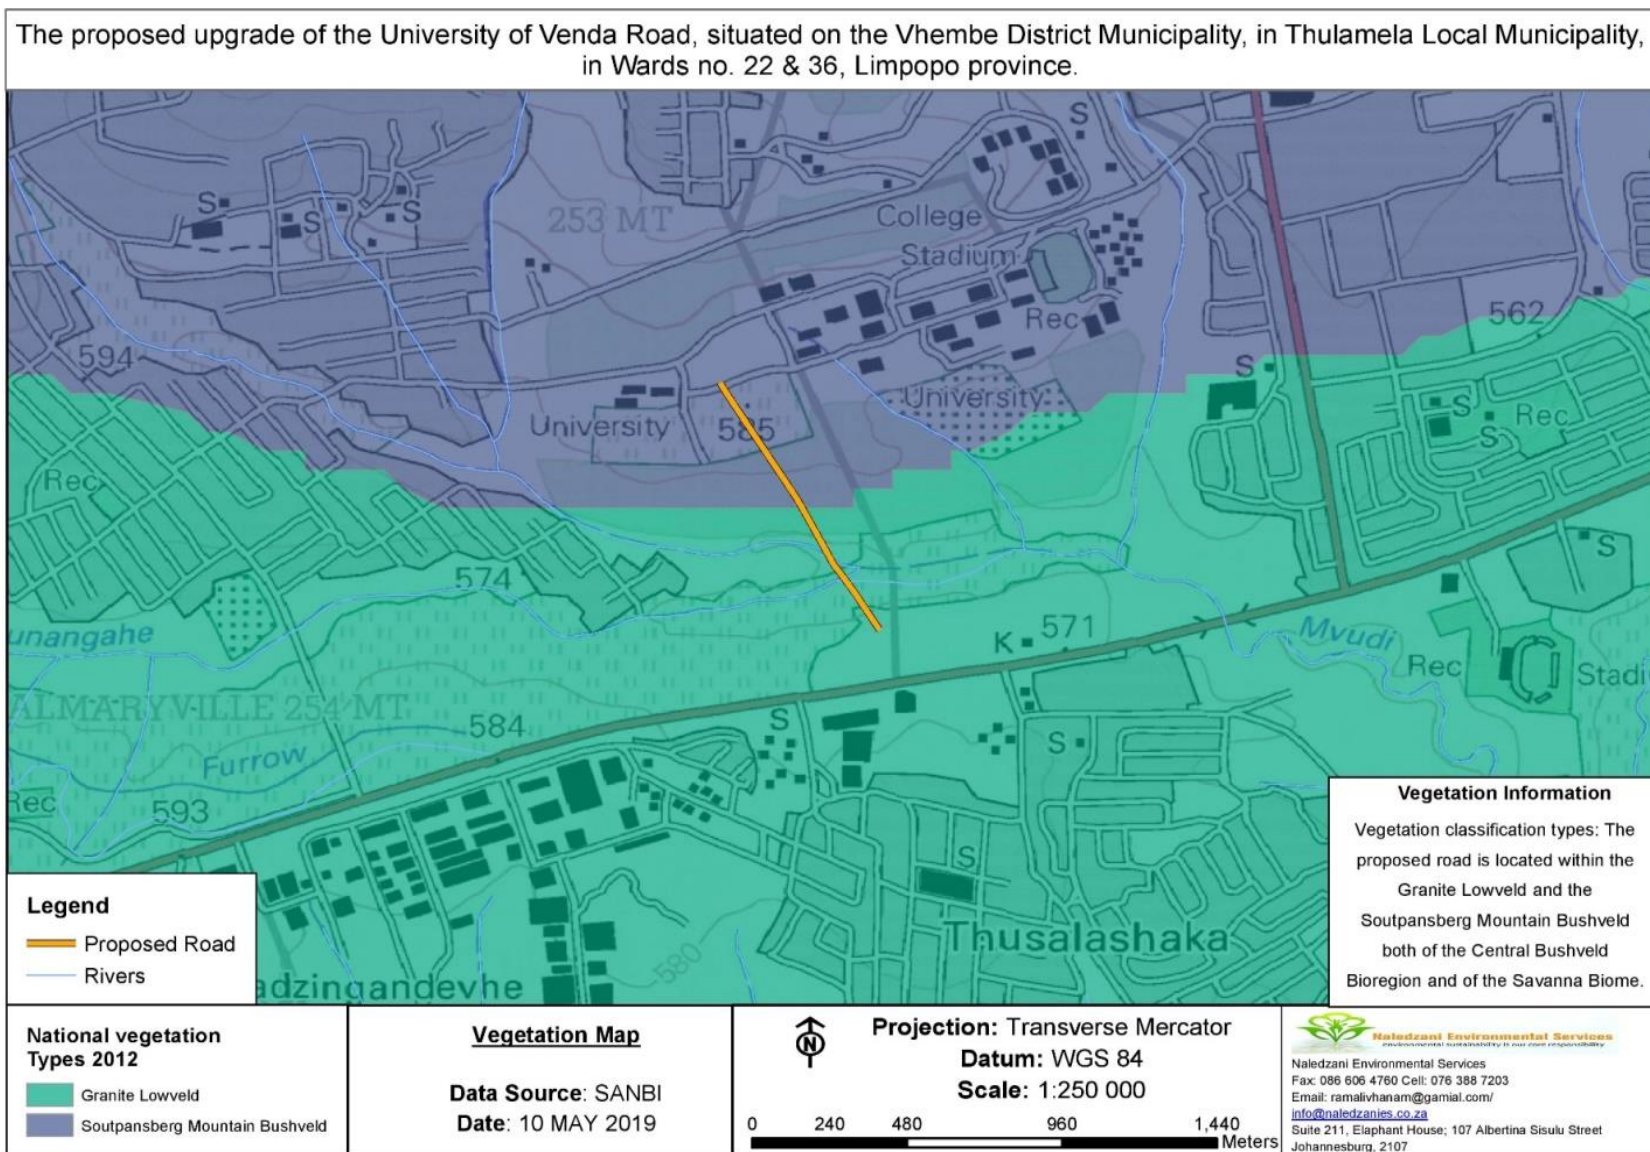 The proposed upgrade of the University of Venda Road, situated on the Vhembe District Municipality, in Thulamela Local Municipality,
in Wards no. 22 & 36, Limpopo province.
S
S
S
S
253 MT
College
Stadium
S
Rec
562
594
University
585
University
S
S
Rec
S
Rec
574
S
unangahe
K
571
Mvudi
Rec
Stadi
ALMARYVILLE 254 MT
584
S
S
Furrow
Rec
593
S
580
Thusalashaka
adzingandevhe
Vegetation Information
Vegetation classification types: The
proposed road is located within the
Granite Lowveld and the
Soutpansberg Mountain Bushveld
both of the Central Bushveld
Bioregion and of the Savanna Biome.
Legend
Proposed Road
Rivers
National vegetation
Types 2012
Granite Lowveld
Soutpansberg Mountain Bushveld
Vegetation Map
Data Source: SANBI
Date: 10 MAY 2019
N
Projection: Transverse Mercator
Datum: WGS 84
Scale: 1:250 000
0 240 480 960 1,440
Meters
Naledzani Environmental Services
environmental sustainability is our core responsibility
Naledzani Environmental Services
Fax: 086 606 4760 Cell: 076 388 7203
Email: ramalivhanam@gamial.com/
info@naledzanies.co.za
Suite 211, Elaphant House; 107 Albertina Sisulu Street
Johannesburg, 2107